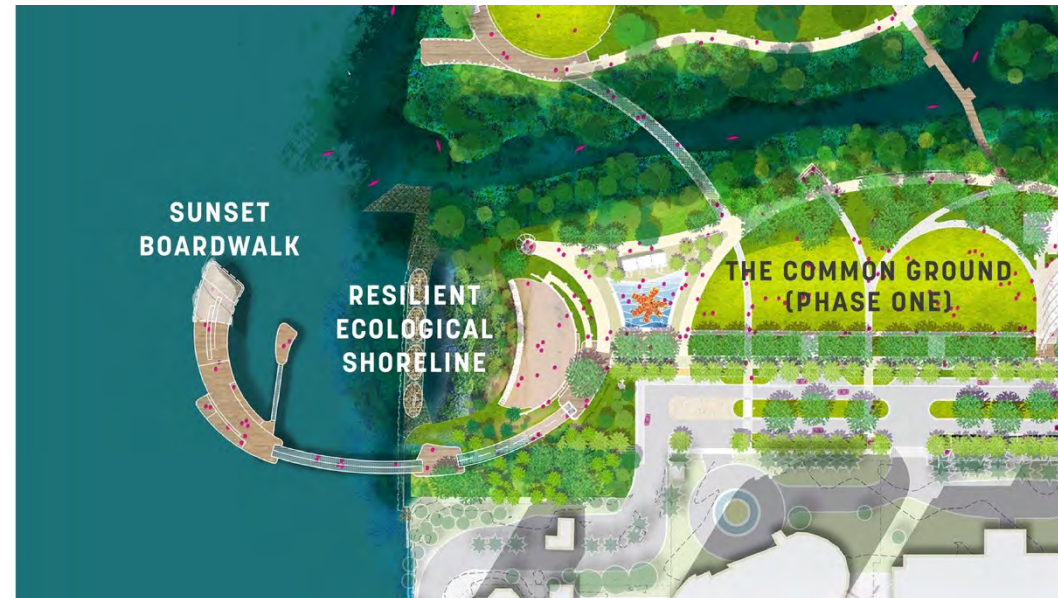 SUNSET
BOARDWALK
RESILIENT
ECOLOGICAL
SHORELINE
THE COMMON GROUND
(PHASE ONE)